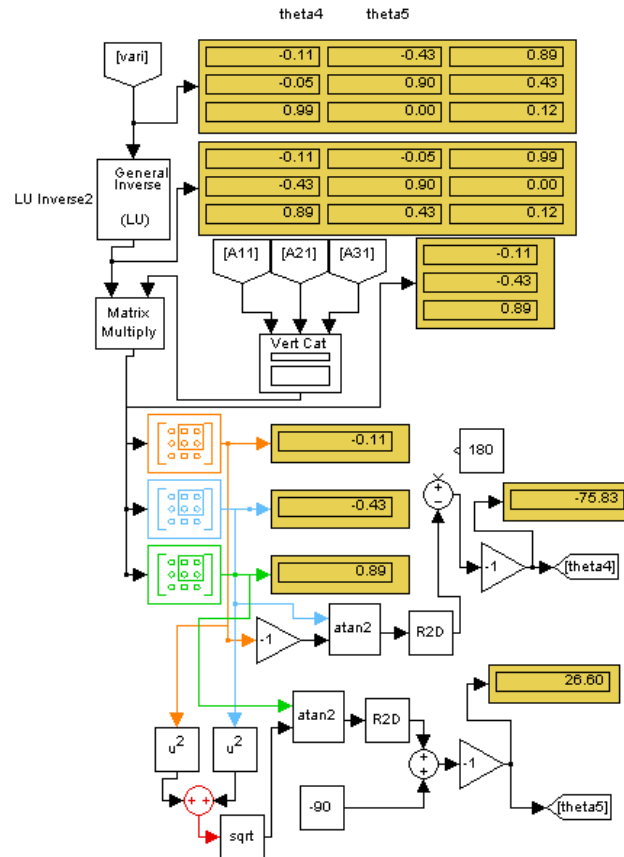 theta4 theta5
[vari]
-0.11 -0.43 0.89
-0.05 0.90 0.43
0.99 0.00 0.12
LU Inverse2
General
Inverse
(LU)
-0.11 -0.05 0.99
-0.43 0.90 0.00
0.89 0.43 0.12
[A11] [A21] [A31]
-0.11
-0.43
0.89
Matrix
Multiply
Vert Cat
-0.11
180
-0.43
+
−
-75.83
-1
[theta4]
0.89
-1
atan2
R2D
26.60
atan2
R2D
u2
u2
+
+
-1
+ +
-90
[theta5]
sqrt